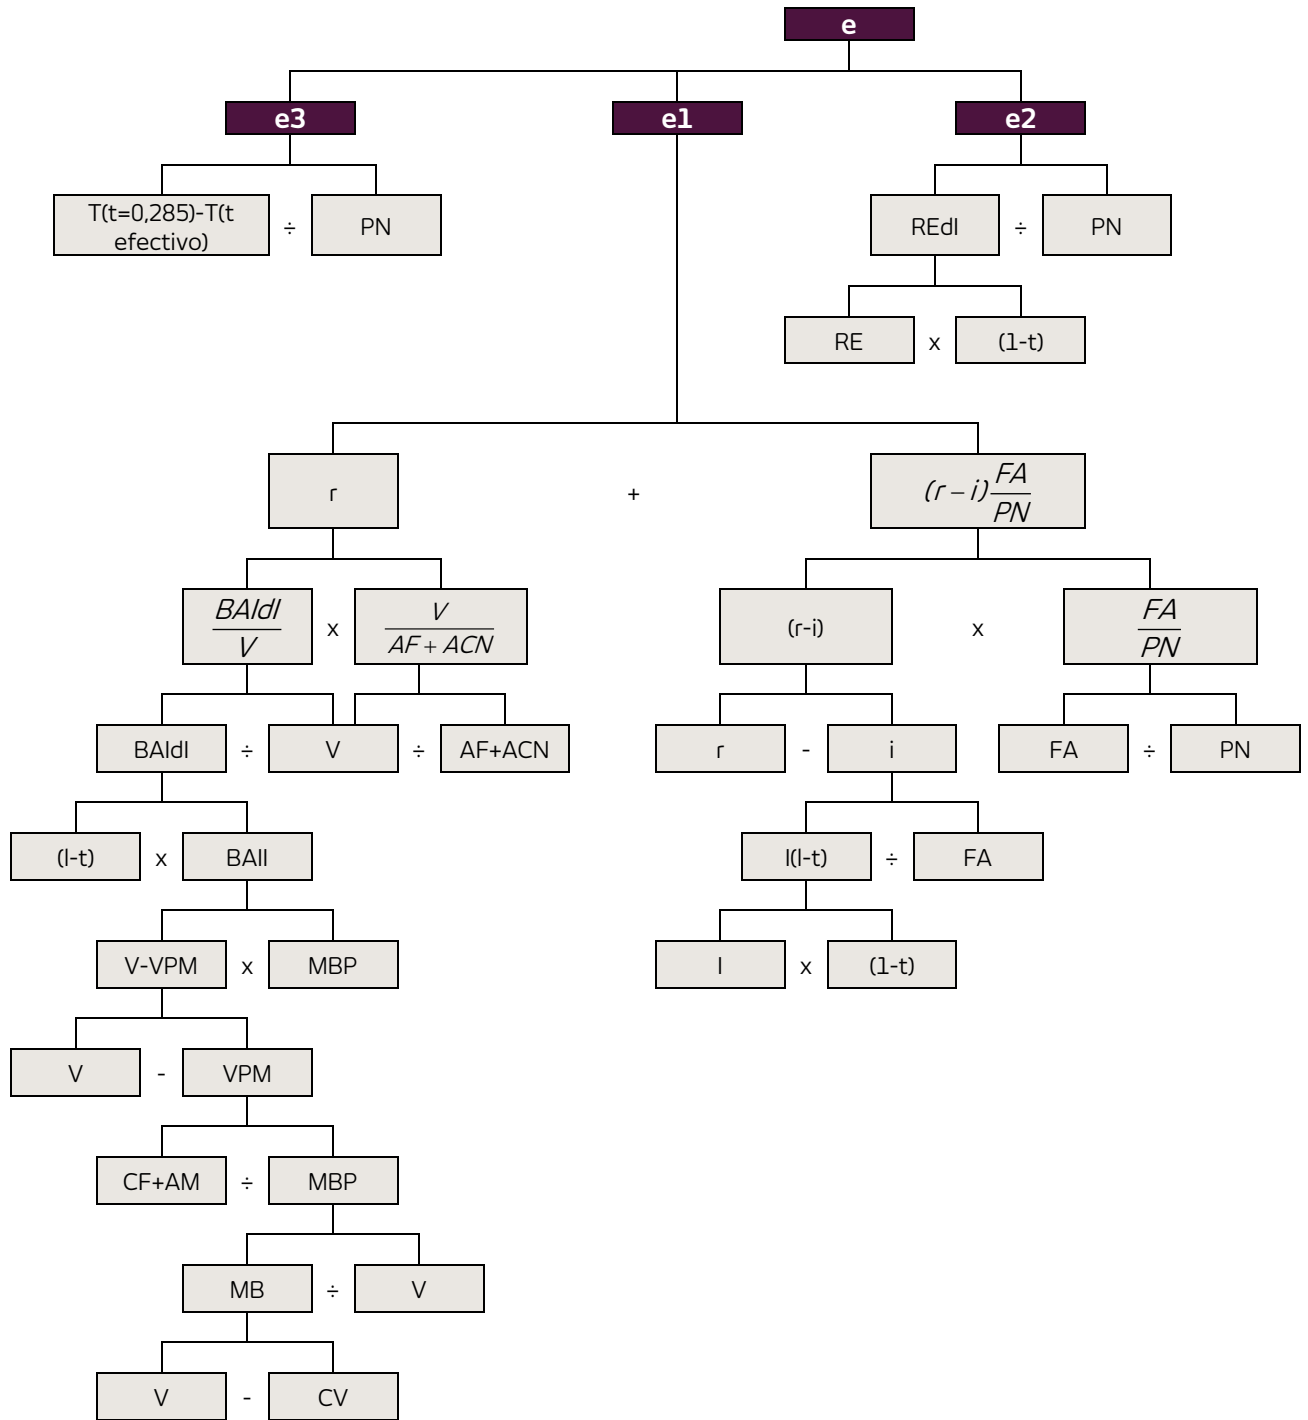 e
e3 e1 e2
T(t=0,285)-T(t
efectivo) ÷ PN REdI ÷ PN
RE x (1-t)
r + (r – i) FA
PN
BAIdI
V x V
AF + ACN (r-i) x FA
PN
BAIdI ÷ V ÷ AF+ACN r - i FA ÷ PN
(l-t) x BAII I(l-t) ÷ FA
V-VPM x MBP I x (1-t)
V - VPM
CF+AM ÷ MBP
MB ÷ V
V - CV